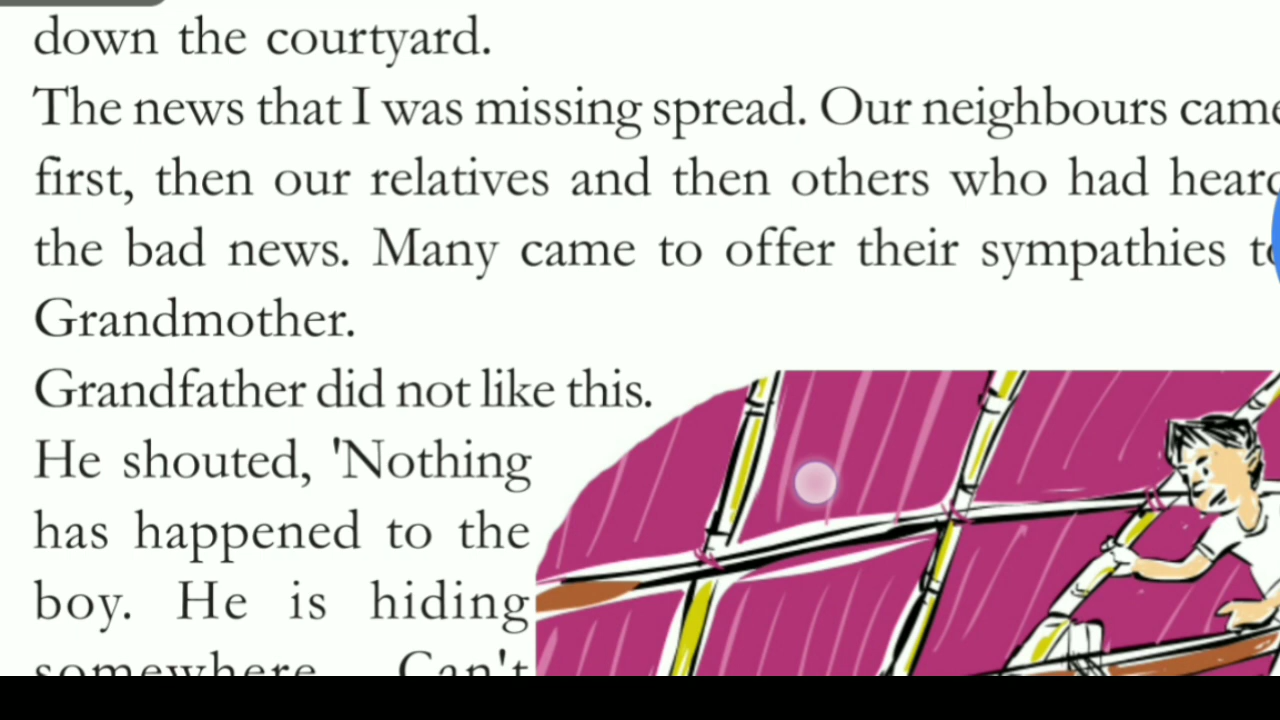 down the courtyard.
The news that I was missing spread. Our neighbours came
first, then our relatives and then others who had heard
the bad news. Many came to offer their sympathies to
Grandmother.
Grandfather did not like this.
He shouted, 'Nothing
has happened to the
boy. He is hiding
somewhere. Can't